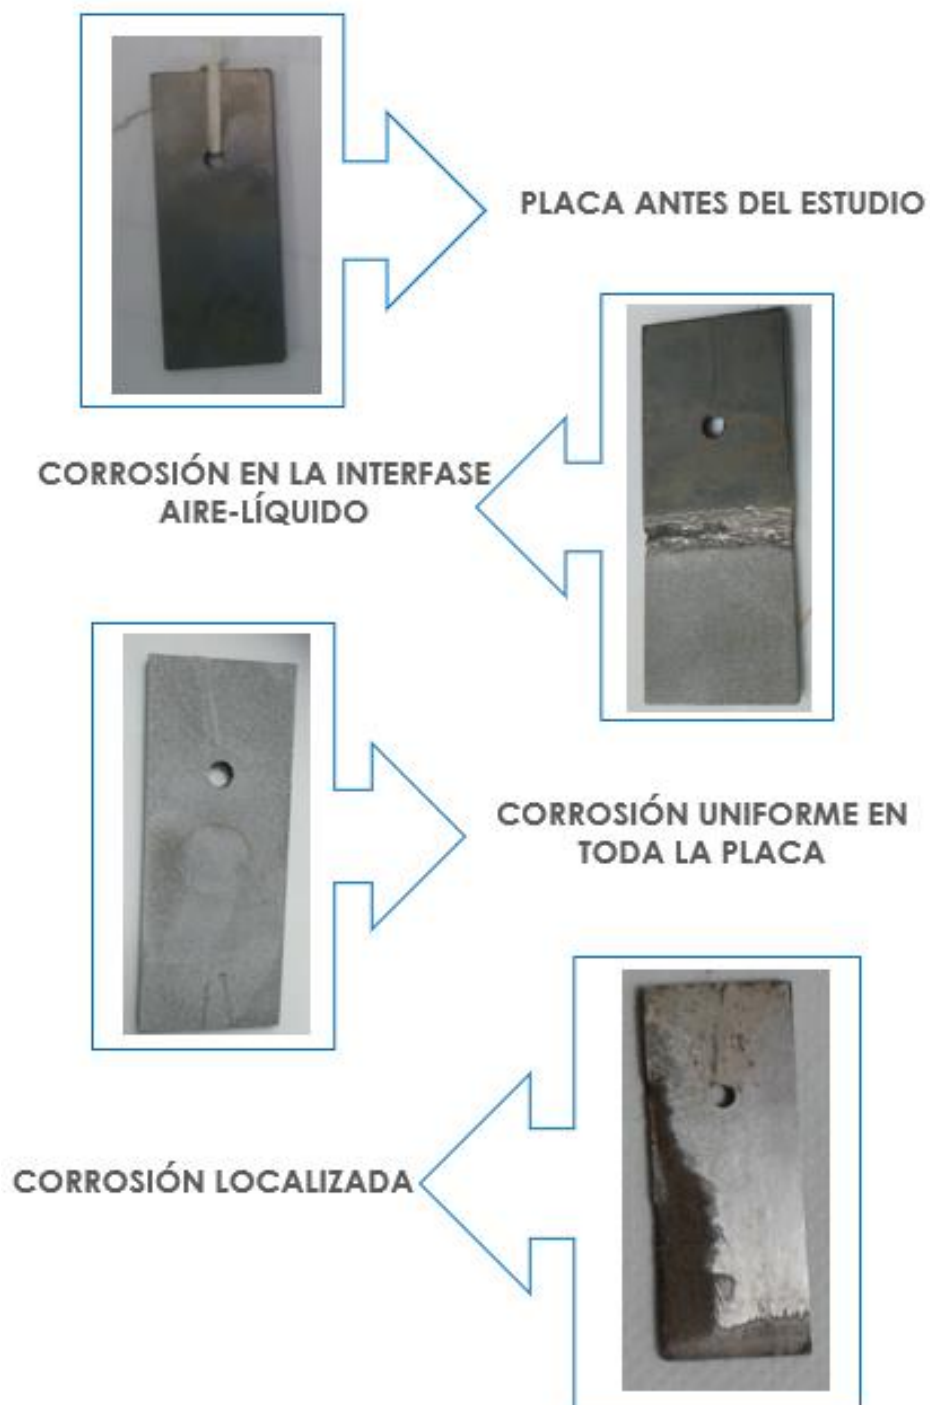 PLACA ANTES DEL ESTUDIO
CORROSIÓN EN LA INTERFASE
AIRE-LÍQUIDO
CORROSIÓN UNIFORME EN
TODA LA PLACA
CORROSIÓN LOCALIZADA